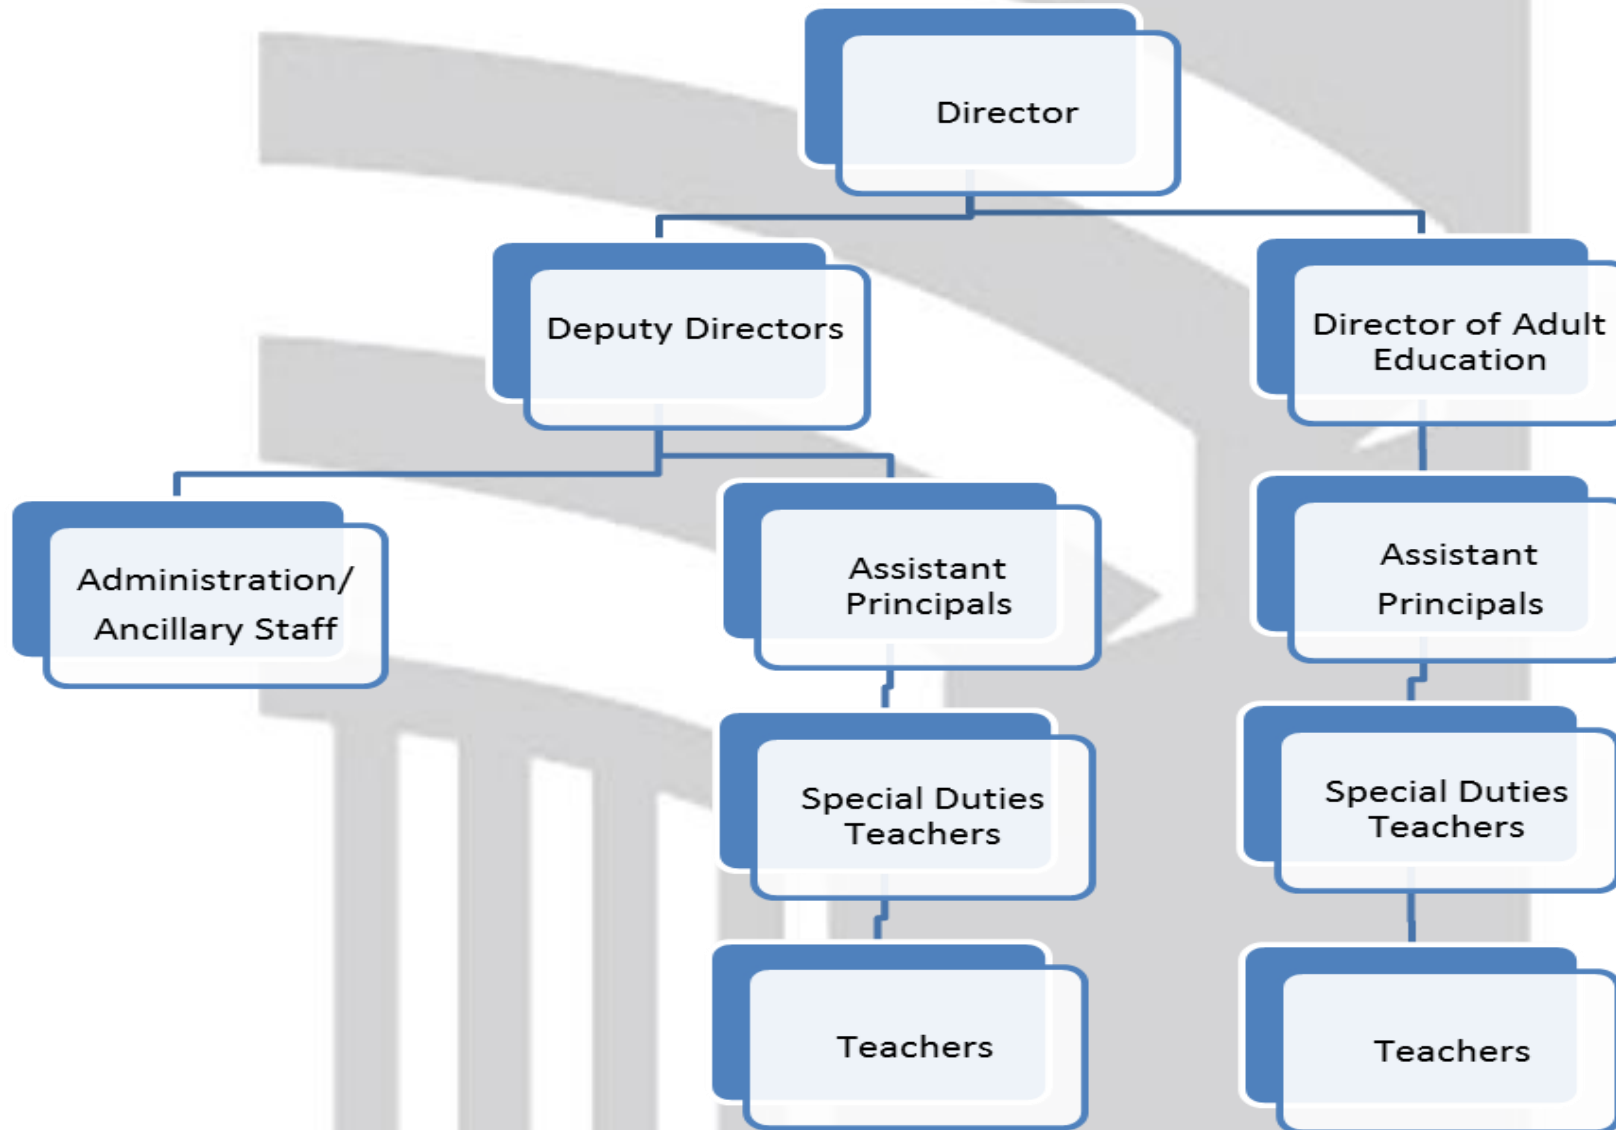 Director
Deputy Directors
Director of Adult
Education
Administration/
Ancillary Staff
Assistant
Principals
Assistant
Principals
Special Duties
Teachers
Special Duties
Teachers
Teachers
Teachers